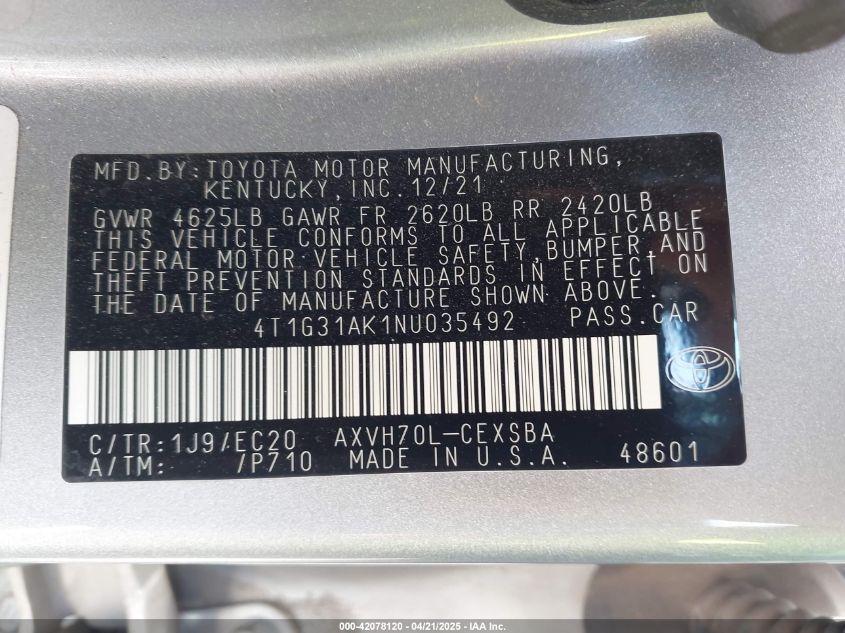 MFD.BY:TOYOTA MOTOR MANUFACTURING,
KENTUCKY,INC.12/21
GVWR 4625LB GAWR FR 2620LB RR 2420LB
THIS VEHICLE CONFORMS TO ALL APPLICABLE
FEDERAL MOTOR VEHICLE SAFETY,BUMPER,AND
THEFT PREVENTION STANDARDS IN EFFECT ON
THE DATE OF MANUFACTURE SHOWN ABOVE.
4T1G31AK1NU035492 PASS.CAR
C/TR:1J9/EC20 AXVH70L-CEXSBA
A/TM: /P710 MADE IN U.S.A. 48601
000-42078120 - 04/21/2025 - IAA Inc.